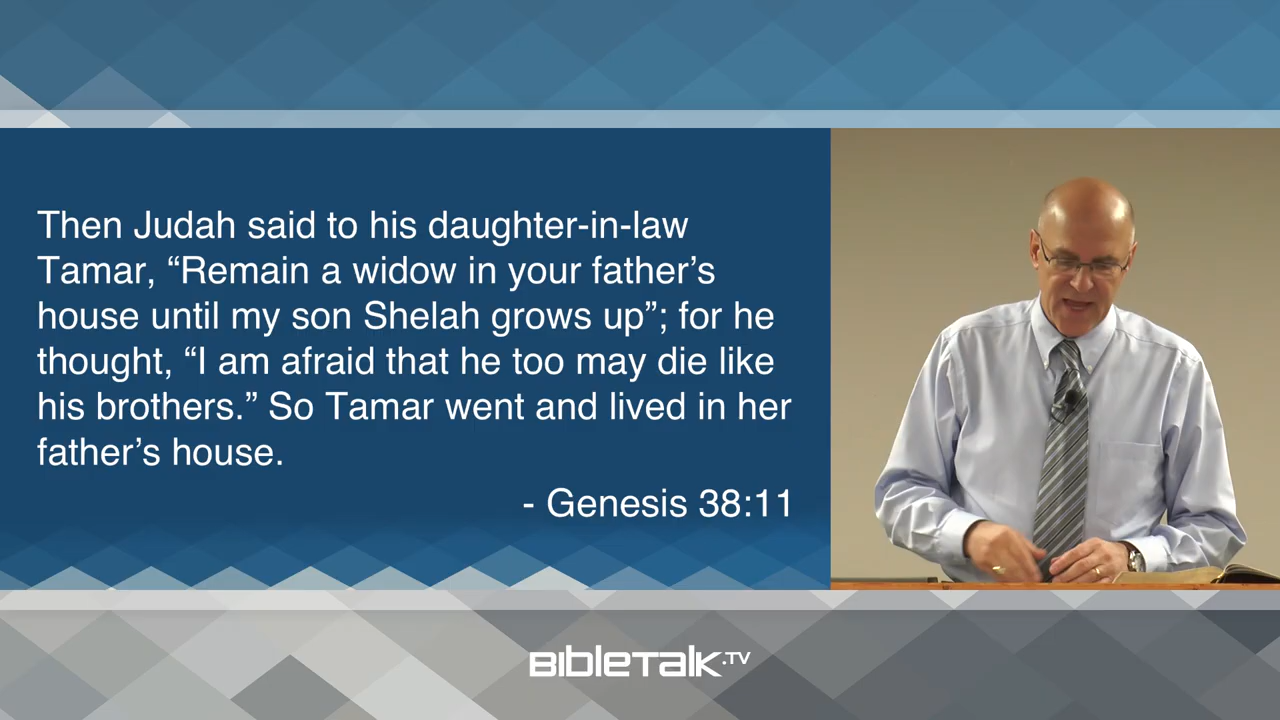 Then Judah said to his daughter-in-law
Tamar, “Remain a widow in your father’s
house until my son Shelah grows up”; for he
thought, “I am afraid that he too may die like
his brothers.” So Tamar went and lived in her
father’s house.
- Genesis 38:11
BIBLETALK.TV